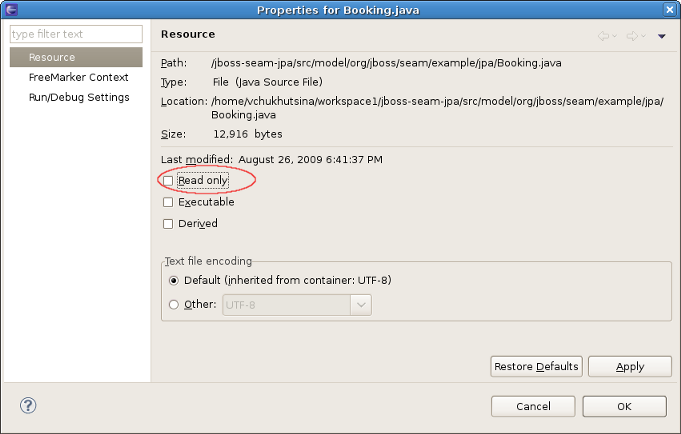 Properties for Booking.java
type filter text
Resource
FreeMarker Context
Run/Debug Settings
Resource
Path: /jboss-seam-jpa/src/model/org/jboss/seam/example/jpa/Booking.java
Type: File (Java Source File)
Location: /home/vchukhutsina/workspace1/jboss-seam-jpa/src/model/org/jboss/seam/example/jpa/
Booking.java
Size: 12,916 bytes
Last modified: August 26, 2009 6:41:37 PM
Read only
Executable
Derived
Text file encoding
Default (inherited from container: UTF-8)
Other: UTF-8
Restore Defaults Apply
? Cancel OK